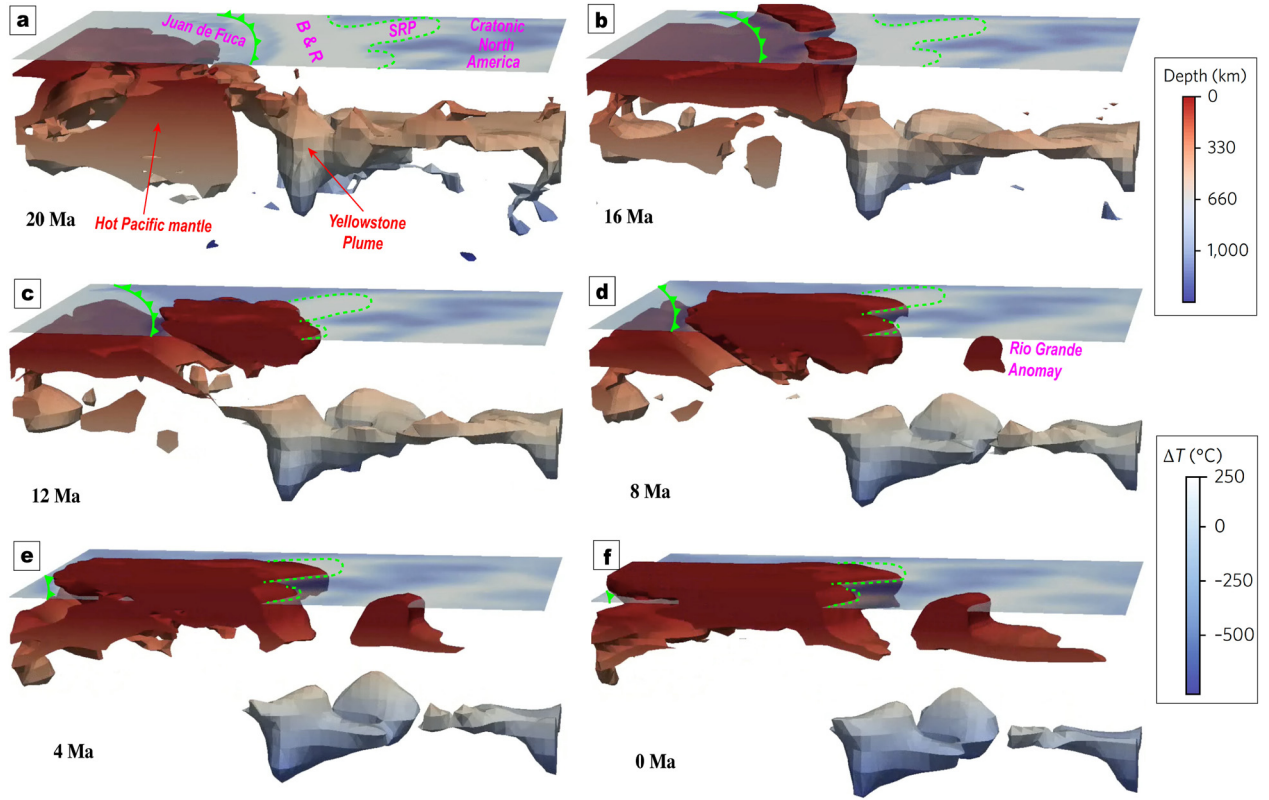 a
Juan de Fuca
B & R
SRP
Cratonic
North
America
Hot Pacific mantle
Yellowstone
Plume
20 Ma
b
16 Ma
Depth (km)
0
330
660
1,000
c
12 Ma
d
Rio Grande
Anomay
8 Ma
ΔT (°C)
250
0
−250
−500
e
4 Ma
f
0 Ma